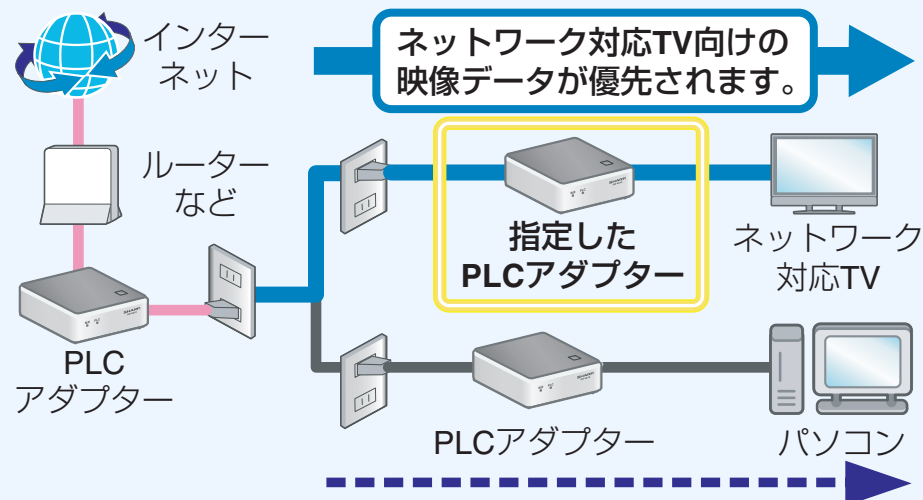 インター
ネット
ネットワーク対応TV向けの
映像データが優先されます。
ルーター
など
指定した
PLCアダプター
ネットワーク
対応TV
PLC
アダプター
PLCアダプター
パソコン